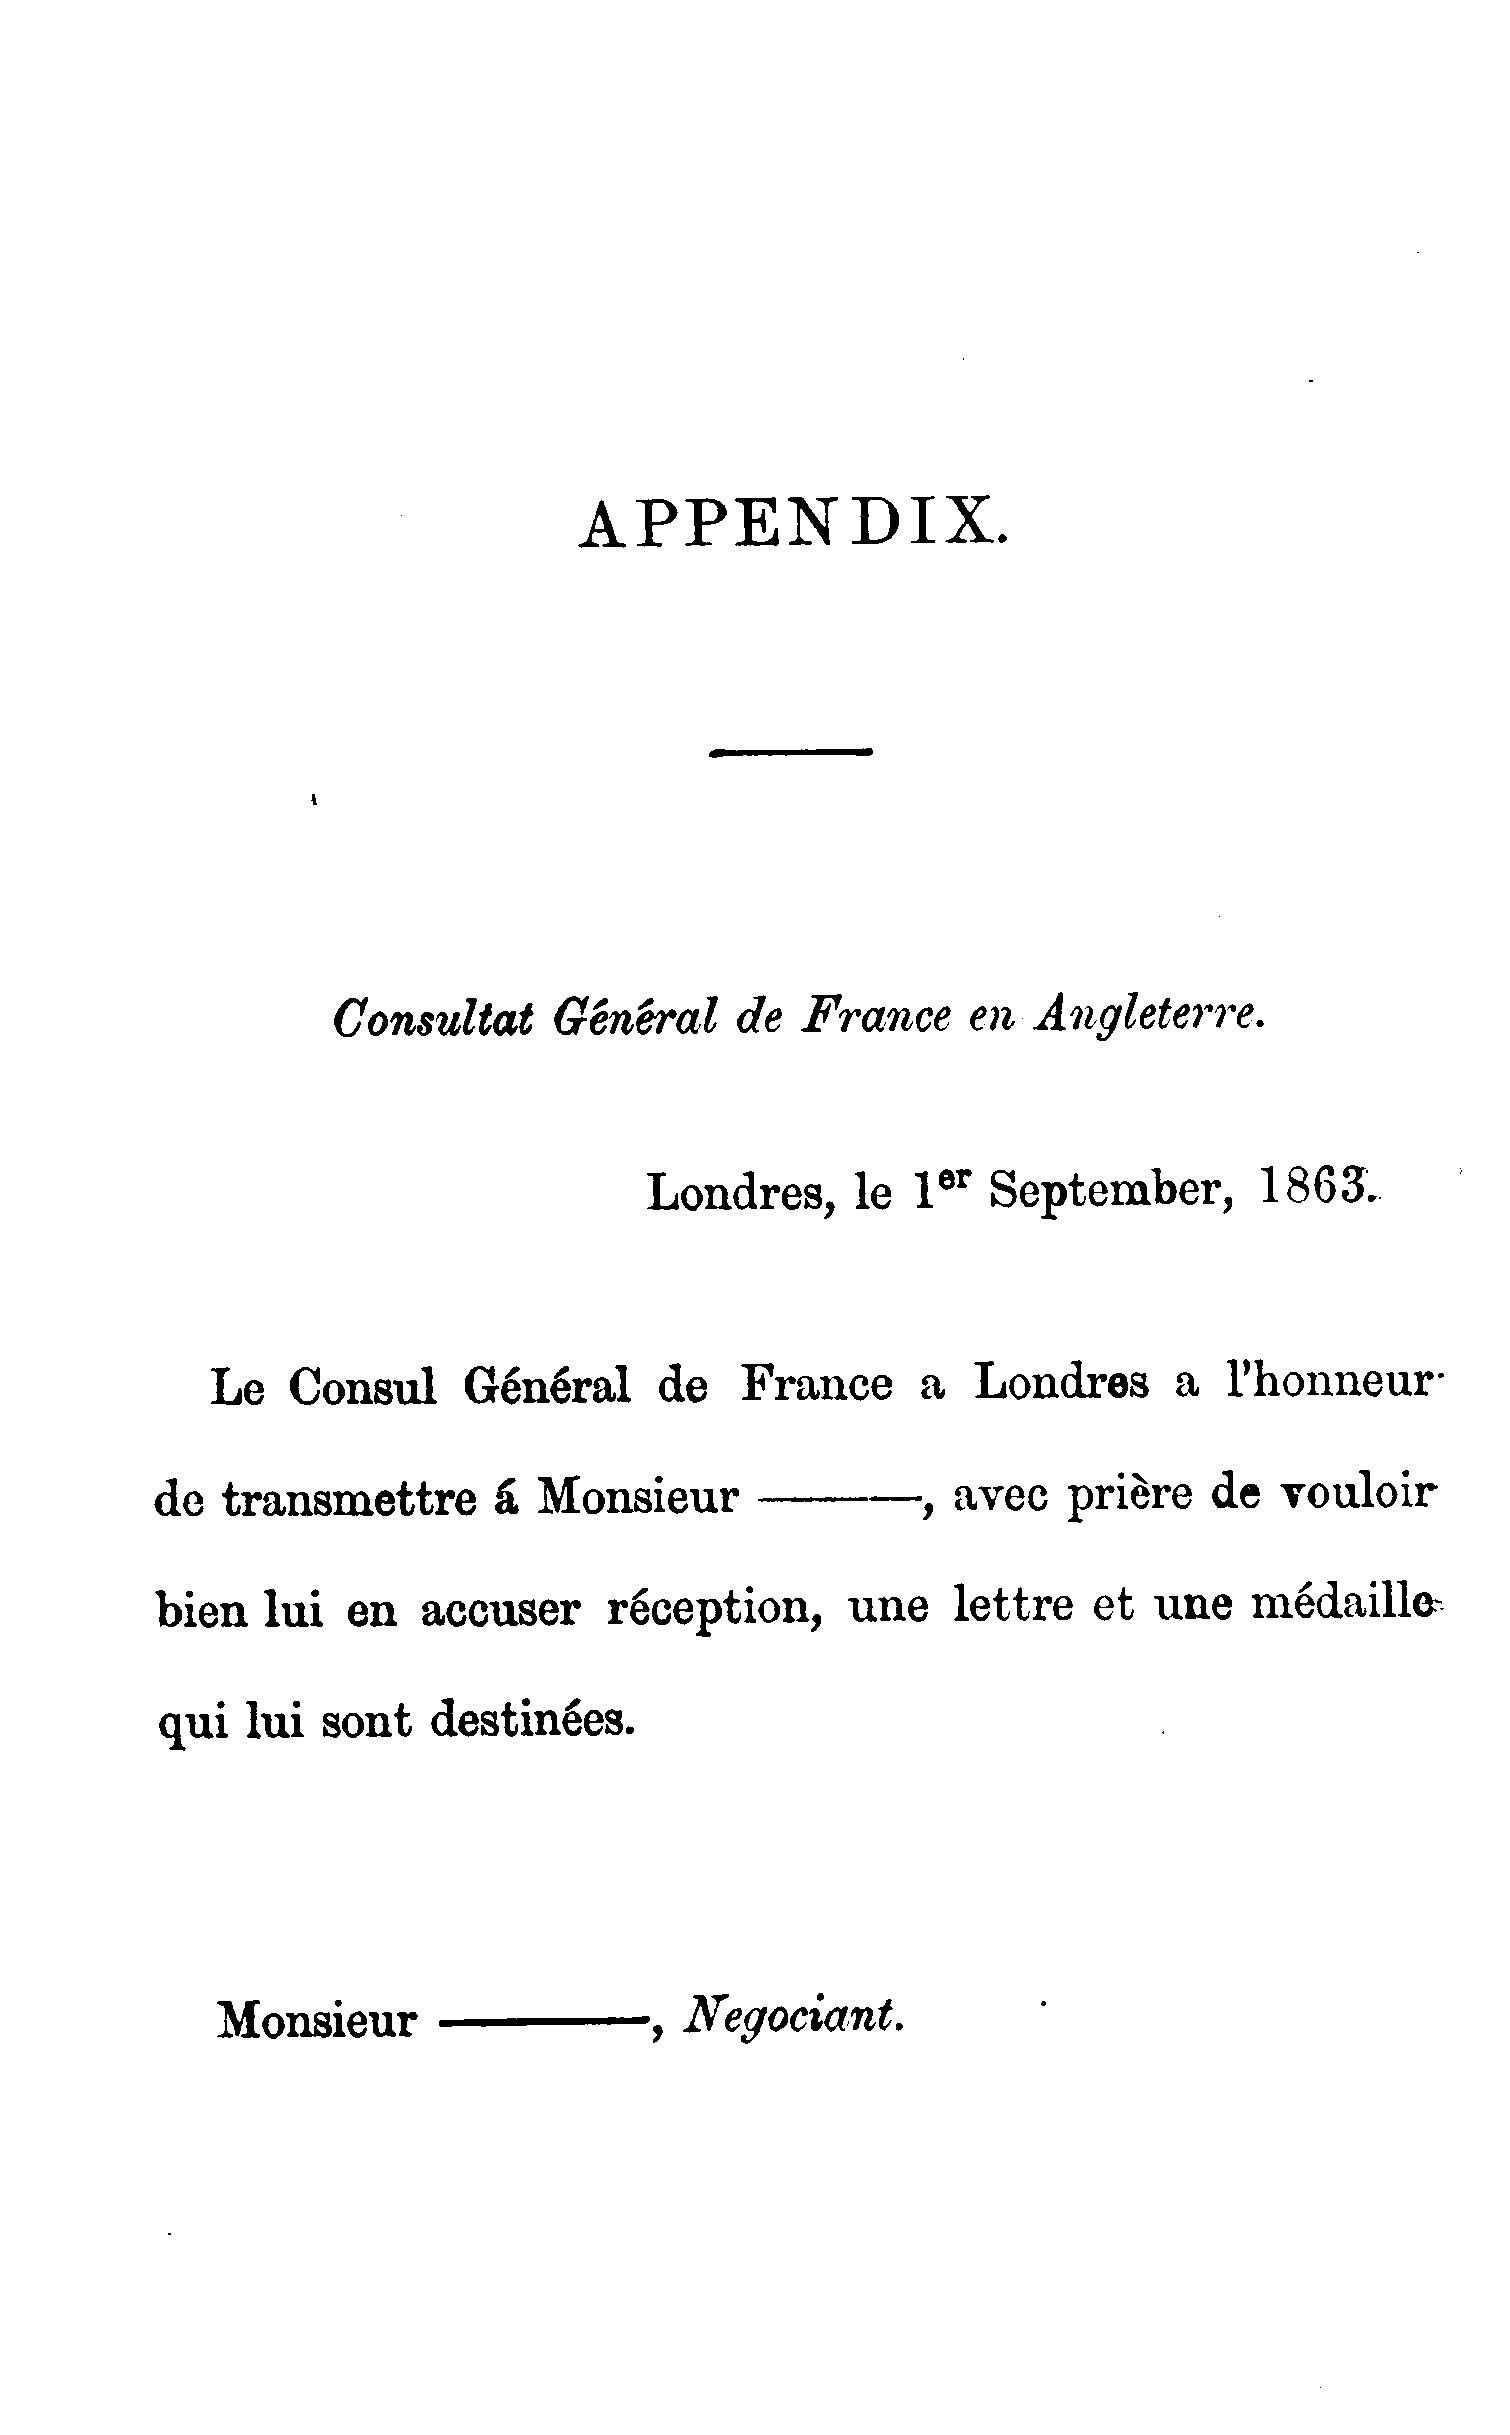 APPENDIX.
Consultat Général de France en Angleterre.
Londres, le 1er September, 1863.
Le Consul Général de France a Londres a l'honneur
de transmettre á Monsieur ———, avec prière de vouloir
bien lui en accuser réception, une lettre et une médaille
qui lui sont destinées.
Monsieur ———, Negociant.